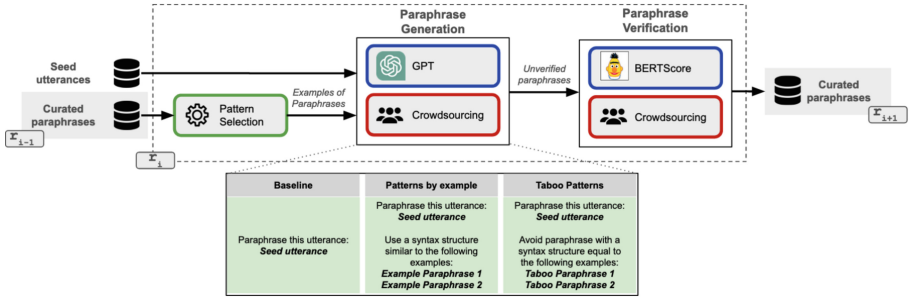 Paraphrase
Generation
Paraphrase
Verification
Seed
utterances
GPT
Unverified
paraphrases
BERTScore
Curated
paraphrases
Pattern
Selection
Examples of
Paraphrases
Crowdsourcing
Crowdsourcing
Curated
paraphrases
r i-1
r i
r i+1
Baseline
Patterns by example
Taboo Patterns
Paraphrase this utterance:
Seed utterance
Paraphrase this utterance:
Seed utterance
Use a syntax structure
similar to the following
examples:
Example Paraphrase 1
Example Paraphrase 2
Paraphrase this utterance:
Seed utterance
Avoid paraphrase with a
syntax structure equal to
the following examples:
Taboo Paraphrase 1
Taboo Paraphrase 2